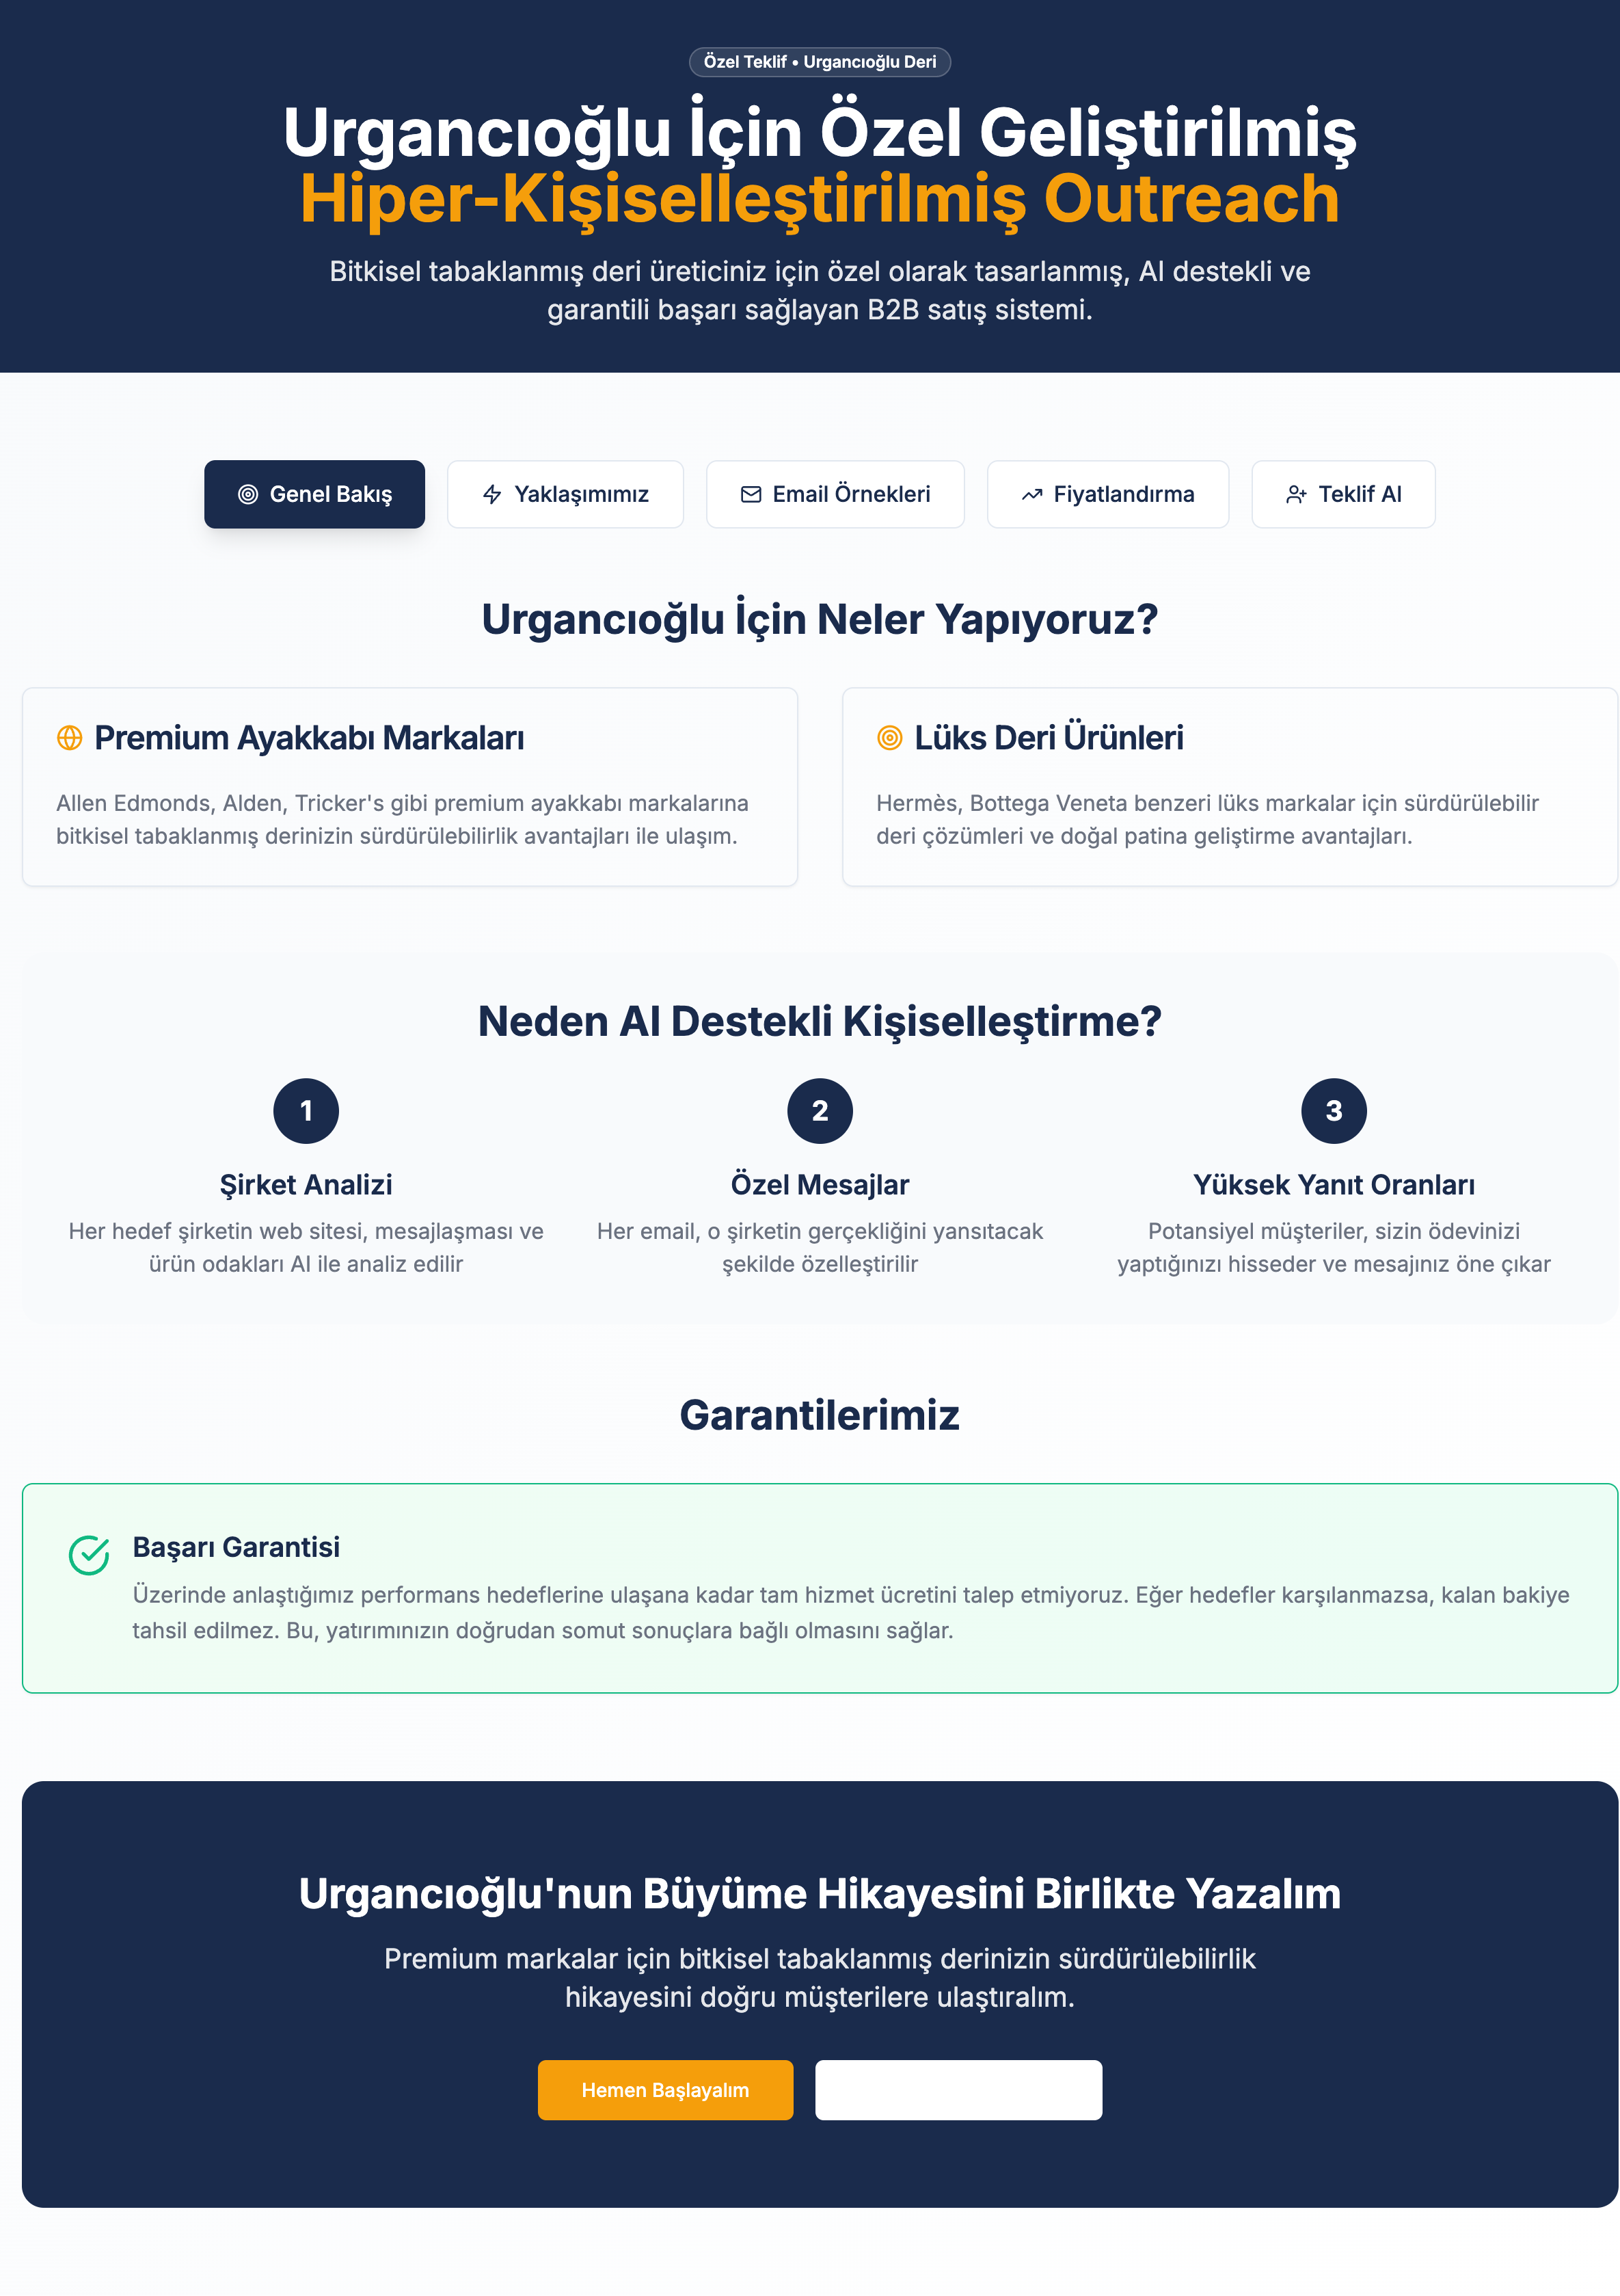 Özel Teklif • Urgancıoğlu Deri
Urgancıoğlu İçin Özel Geliştirilmiş
Hiper-Kişiselleştirilmiş Outreach
Bitkisel tabaklanmış deri üreticiniz için özel olarak tasarlanmış, AI destekli ve
garantili başarı sağlayan B2B satış sistemi.
Genel Bakış
Yaklaşımımız
Email Örnekleri
Fiyatlandırma
Teklif Al
Urgancıoğlu İçin Neler Yapıyoruz?
Premium Ayakkabı Markaları
Allen Edmonds, Alden, Tricker's gibi premium ayakkabı markalarına
bitkisel tabaklanmış derinizin sürdürülebilirlik avantajları ile ulaşım.
Lüks Deri Ürünleri
Hermès, Bottega Veneta benzeri lüks markalar için sürdürülebilir
deri çözümleri ve doğal patina geliştirme avantajları.
Neden AI Destekli Kişiselleştirme?
1
Şirket Analizi
Her hedef şirketin web sitesi, mesajlaşması ve
ürün odakları AI ile analiz edilir
2
Özel Mesajlar
Her email, o şirketin gerçekliğini yansıtacak
şekilde özelleştirilir
3
Yüksek Yanıt Oranları
Potansiyel müşteriler, sizin ödevinizi
yaptığınızı hisseder ve mesajınız öne çıkar
Garantilerimiz
Başarı Garantisi
Üzerinde anlaştığımız performans hedeflerine ulaşana kadar tam hizmet ücretini talep etmiyoruz. Eğer hedefler karşılanmazsa, kalan bakiye
tahsil edilmez. Bu, yatırımınızın doğrudan somut sonuçlara bağlı olmasını sağlar.
Urgancıoğlu'nun Büyüme Hikayesini Birlikte Yazalım
Premium markalar için bitkisel tabaklanmış derinizin sürdürülebilirlik
hikayesini doğru müşterilere ulaştıralım.
Hemen Başlayalım